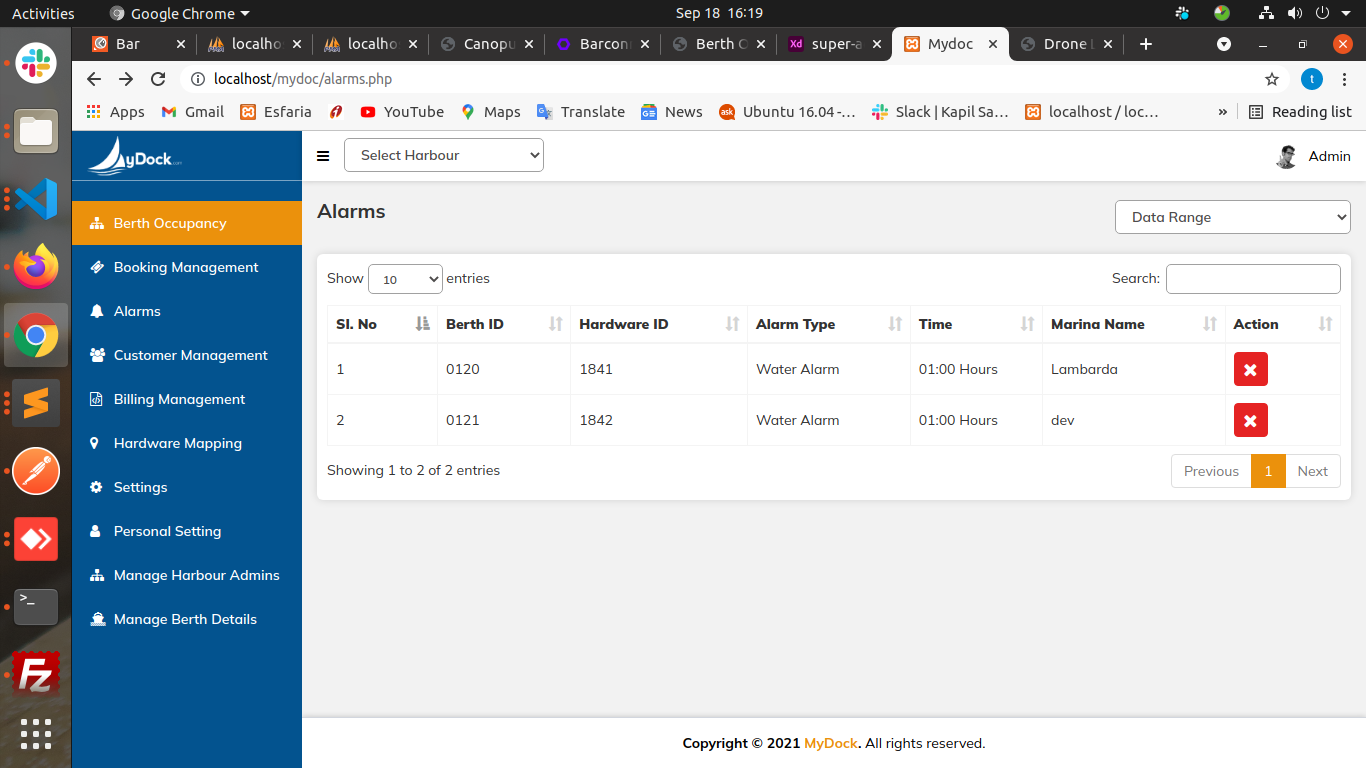 Activities Google Chrome Sep 18 16:19
Bar localho Canopu Barcon Berth O super-a Mydoc Drone L
localhost/mydoc/alarms.php t
Apps Gmail Esfaria YouTube Maps Translate News Ubuntu 16.04 -… Slack | Kapil Sa… localhost / loc… » Reading list
yDock Select Harbour Admin
Alarms Data Range
Berth Occupancy
Booking Management
Alarms
Customer Management
Billing Management
Hardware Mapping
Settings
Personal Setting
Manage Harbour Admins
Manage Berth Details
Show 10 entries Search:
Sl. No Berth ID Hardware ID Alarm Type Time Marina Name Action
1 0120 1841 Water Alarm 01:00 Hours Lambarda
2 0121 1842 Water Alarm 01:00 Hours dev
Showing 1 to 2 of 2 entries Previous 1 Next
Copyright © 2021 MyDock. All rights reserved.